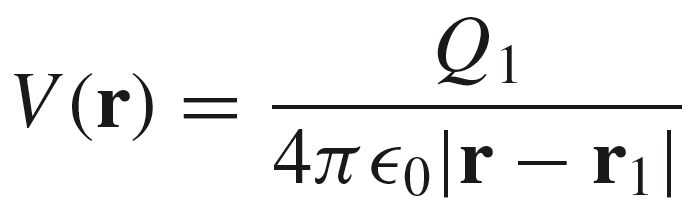 V(𝐫) = Q₁ / 4πϵ₀|𝐫 − 𝐫₁|